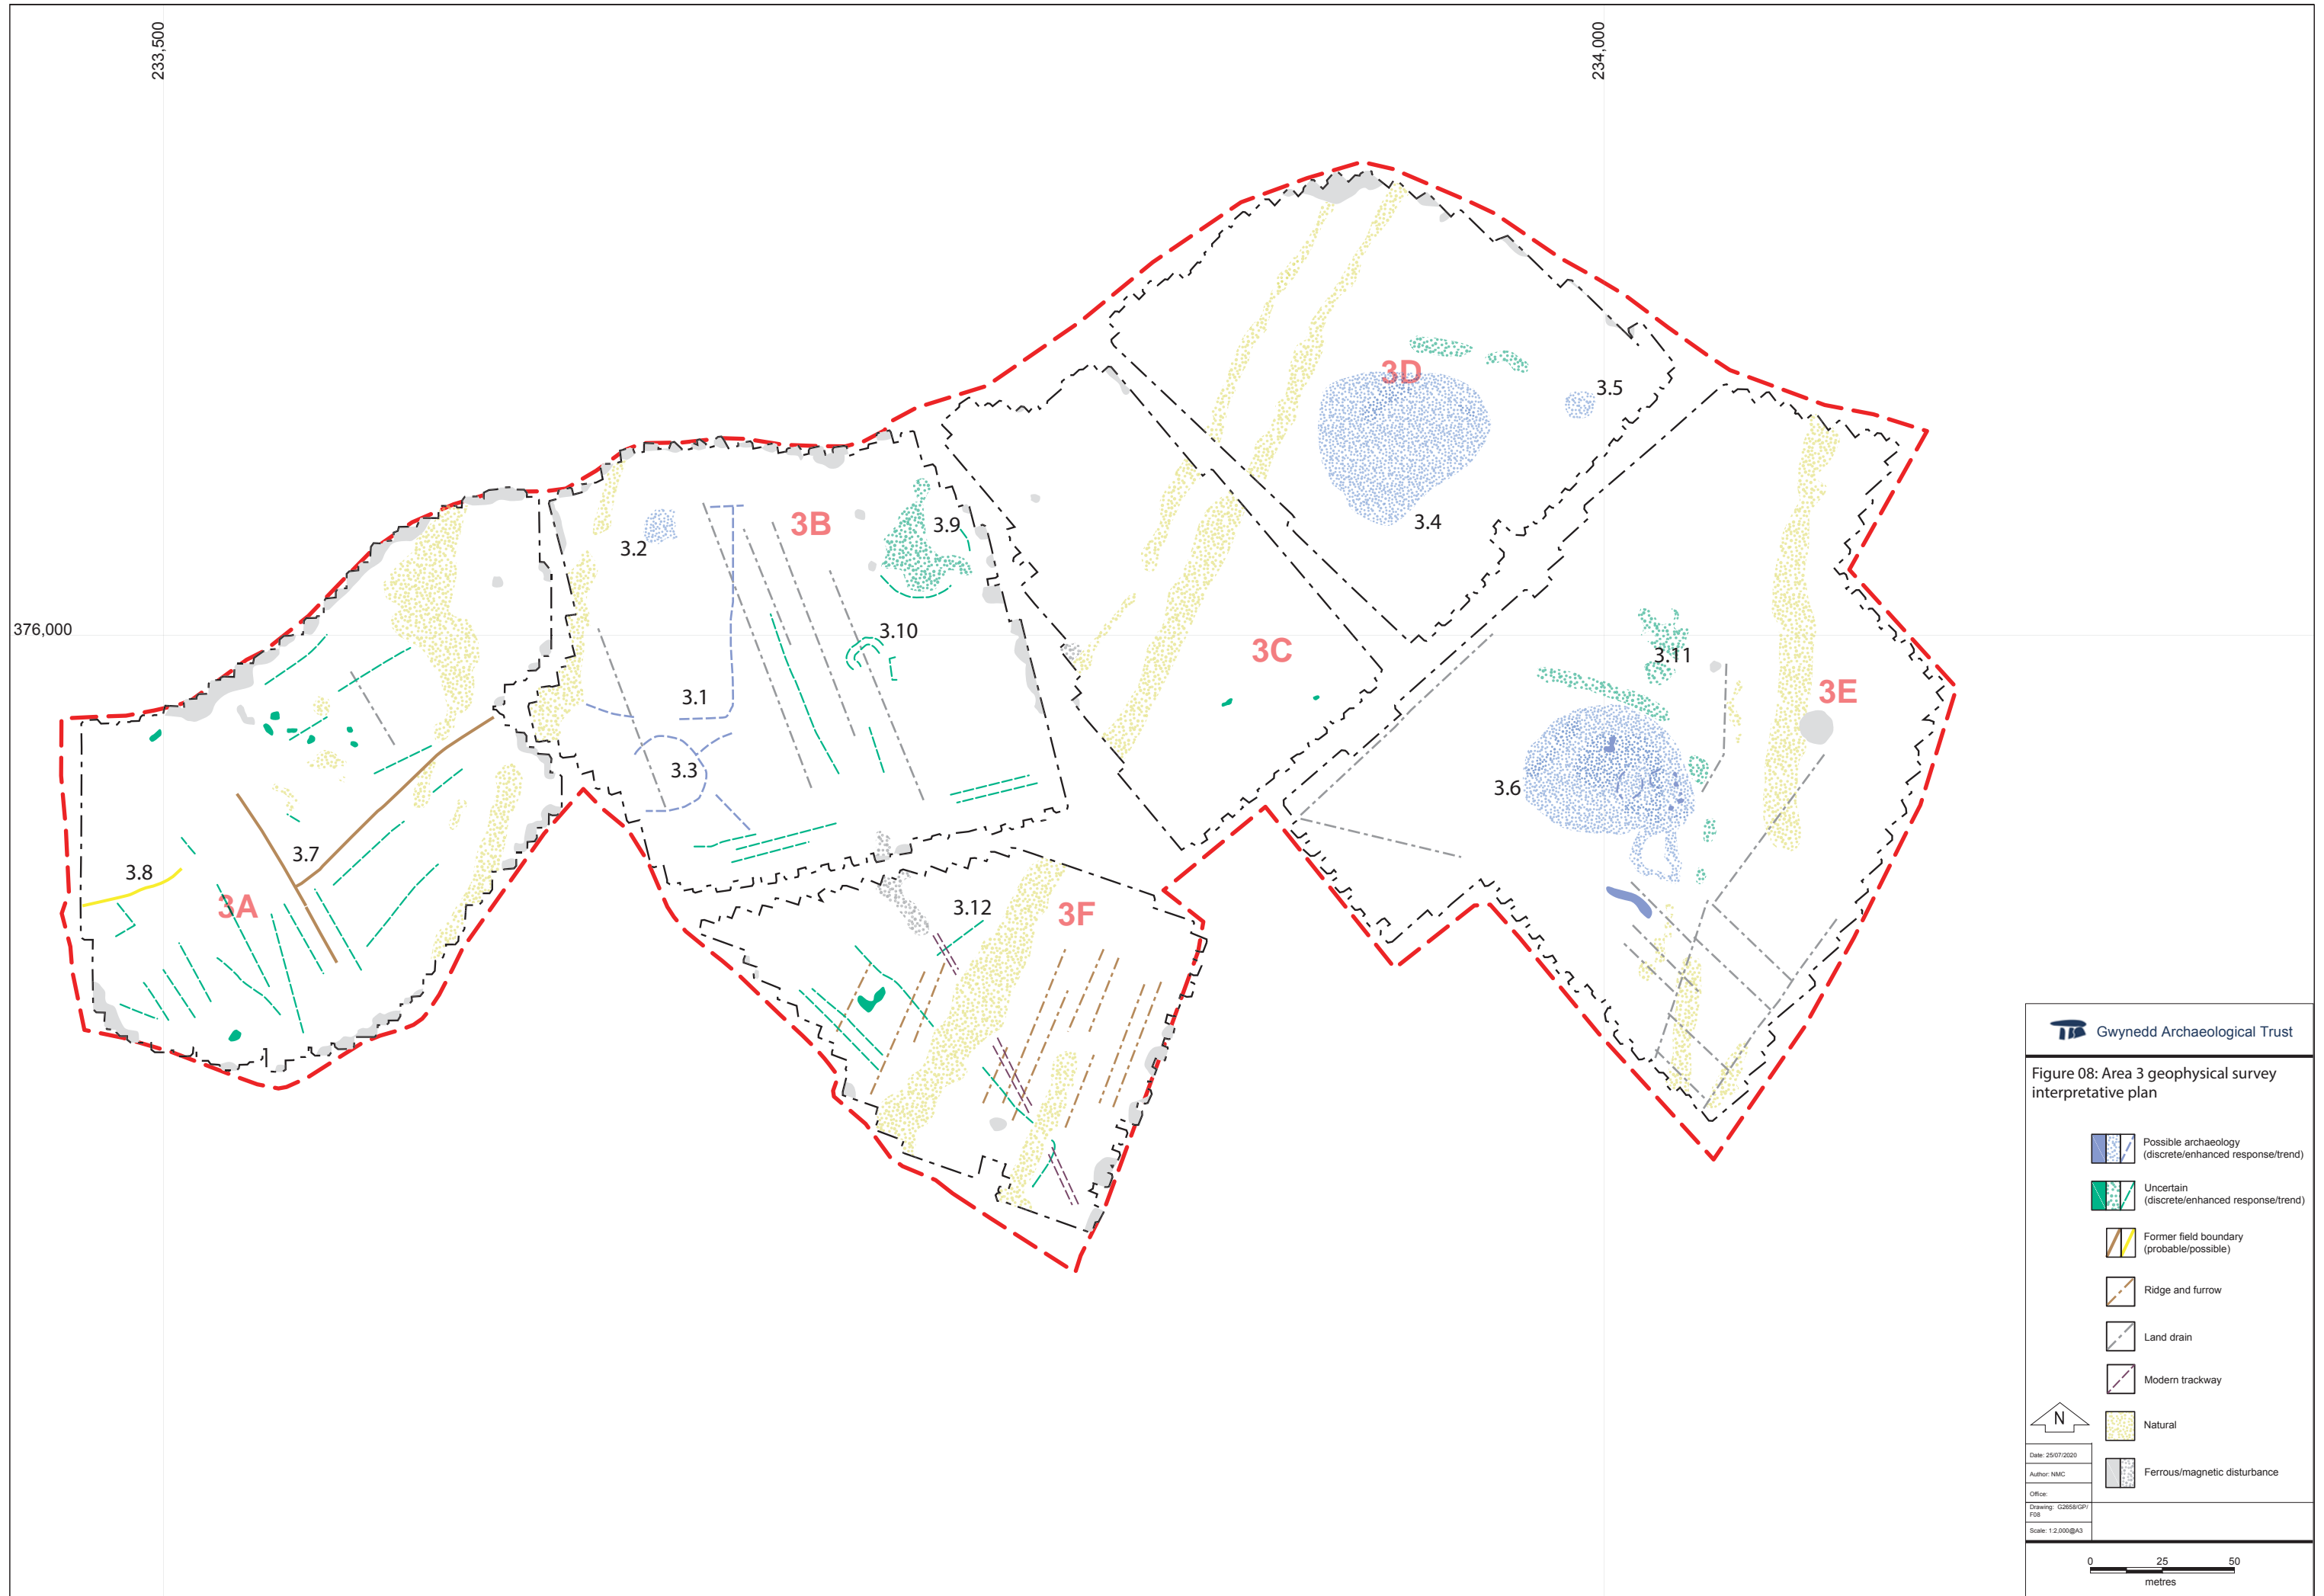 233,500
234,000
3D
3.5
3.4
3B
3.9
3.2
376,000
3.10
3C
3.11
3E
3.1
3.3
3.6
3.7
3.8
3A
3.12
3F
Gwynedd Archaeological Trust
Figure 08: Area 3 geophysical survey
interpretative plan
Possible archaeology
(discrete/enhanced response/trend)
Uncertain
(discrete/enhanced response/trend)
Former field boundary
(probable/possible)
Ridge and furrow
Land drain
Modern trackway
N
Natural
Ferrous/magnetic disturbance
Date: 25/07/2020
Author: NMC
Office:
Drawing: G2658/GP/
F08
Scale: 1:2,000@A3
0 25 50
metres